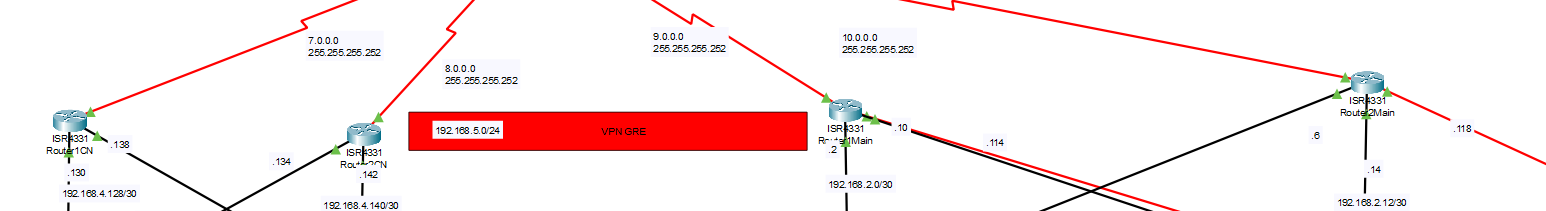 7.0.0.0
255.255.255.252
8.0.0.0
255.255.255.252
9.0.0.0
255.255.255.252
10.0.0.0
255.255.255.252
ISR4331
Router1CN
.138
.130
192.168.4.128/30
.134
ISR4331
Router2CN
.142
192.168.4.140/30
192.168.5.0/24
VPN GRE
ISR4331
Router1Main
.2
.10
.114
192.168.2.0/30
ISR4331
Router2Main
.6
.118
.14
192.168.2.12/30